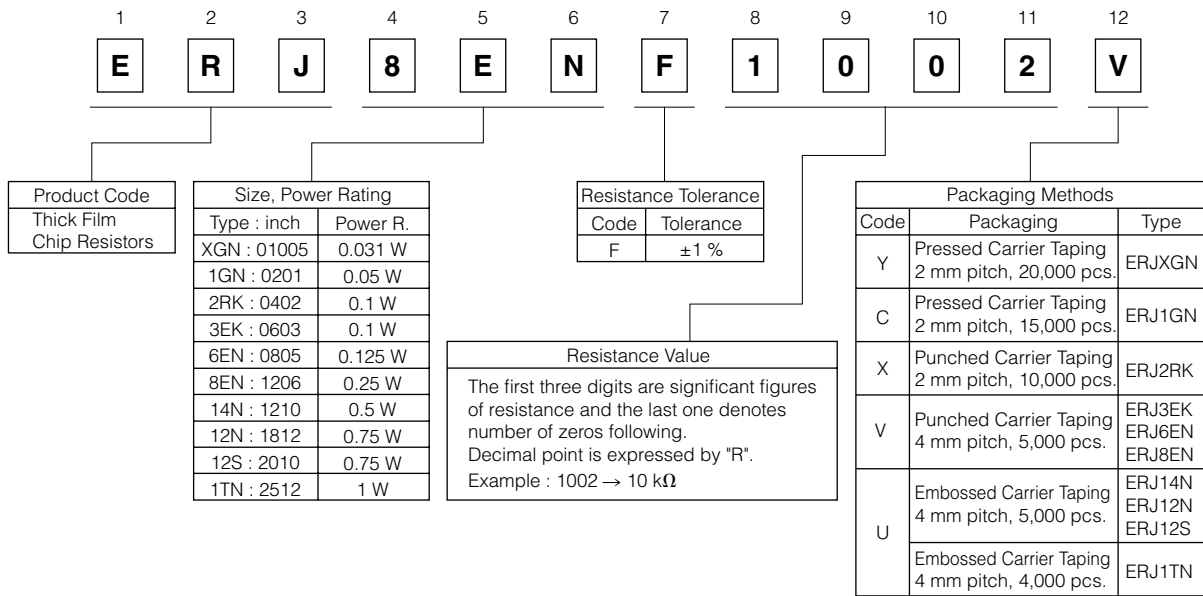 1 2 3 4 5 6 7 8 9 10 11 12
E R J 8 E N F 1 0 0 2 V
Product Code
Thick Film
Chip Resistors
Size, Power Rating
Type : inch Power R.
XGN : 01005 0.031 W
1GN : 0201 0.05 W
2RK : 0402 0.1 W
3EK : 0603 0.1 W
6EN : 0805 0.125 W
8EN : 1206 0.25 W
14N : 1210 0.5 W
12N : 1812 0.75 W
12S : 2010 0.75 W
1TN : 2512 1 W
Resistance Tolerance
Code Tolerance
F ±1 %
Resistance Value
The first three digits are significant figures
of resistance and the last one denotes
number of zeros following.
Decimal point is expressed by "R".
Example : 1002 → 10 kΩ
Packaging Methods
Code Packaging Type
Y Pressed Carrier Taping
2 mm pitch, 20,000 pcs. ERJXGN
C Pressed Carrier Taping
2 mm pitch, 15,000 pcs. ERJ1GN
X Punched Carrier Taping
2 mm pitch, 10,000 pcs. ERJ2RK
V Punched Carrier Taping
4 mm pitch, 5,000 pcs.
ERJ3EK
ERJ6EN
ERJ8EN
U Embossed Carrier Taping
4 mm pitch, 5,000 pcs.
ERJ14N
ERJ12N
ERJ12S
Embossed Carrier Taping
4 mm pitch, 4,000 pcs. ERJ1TN